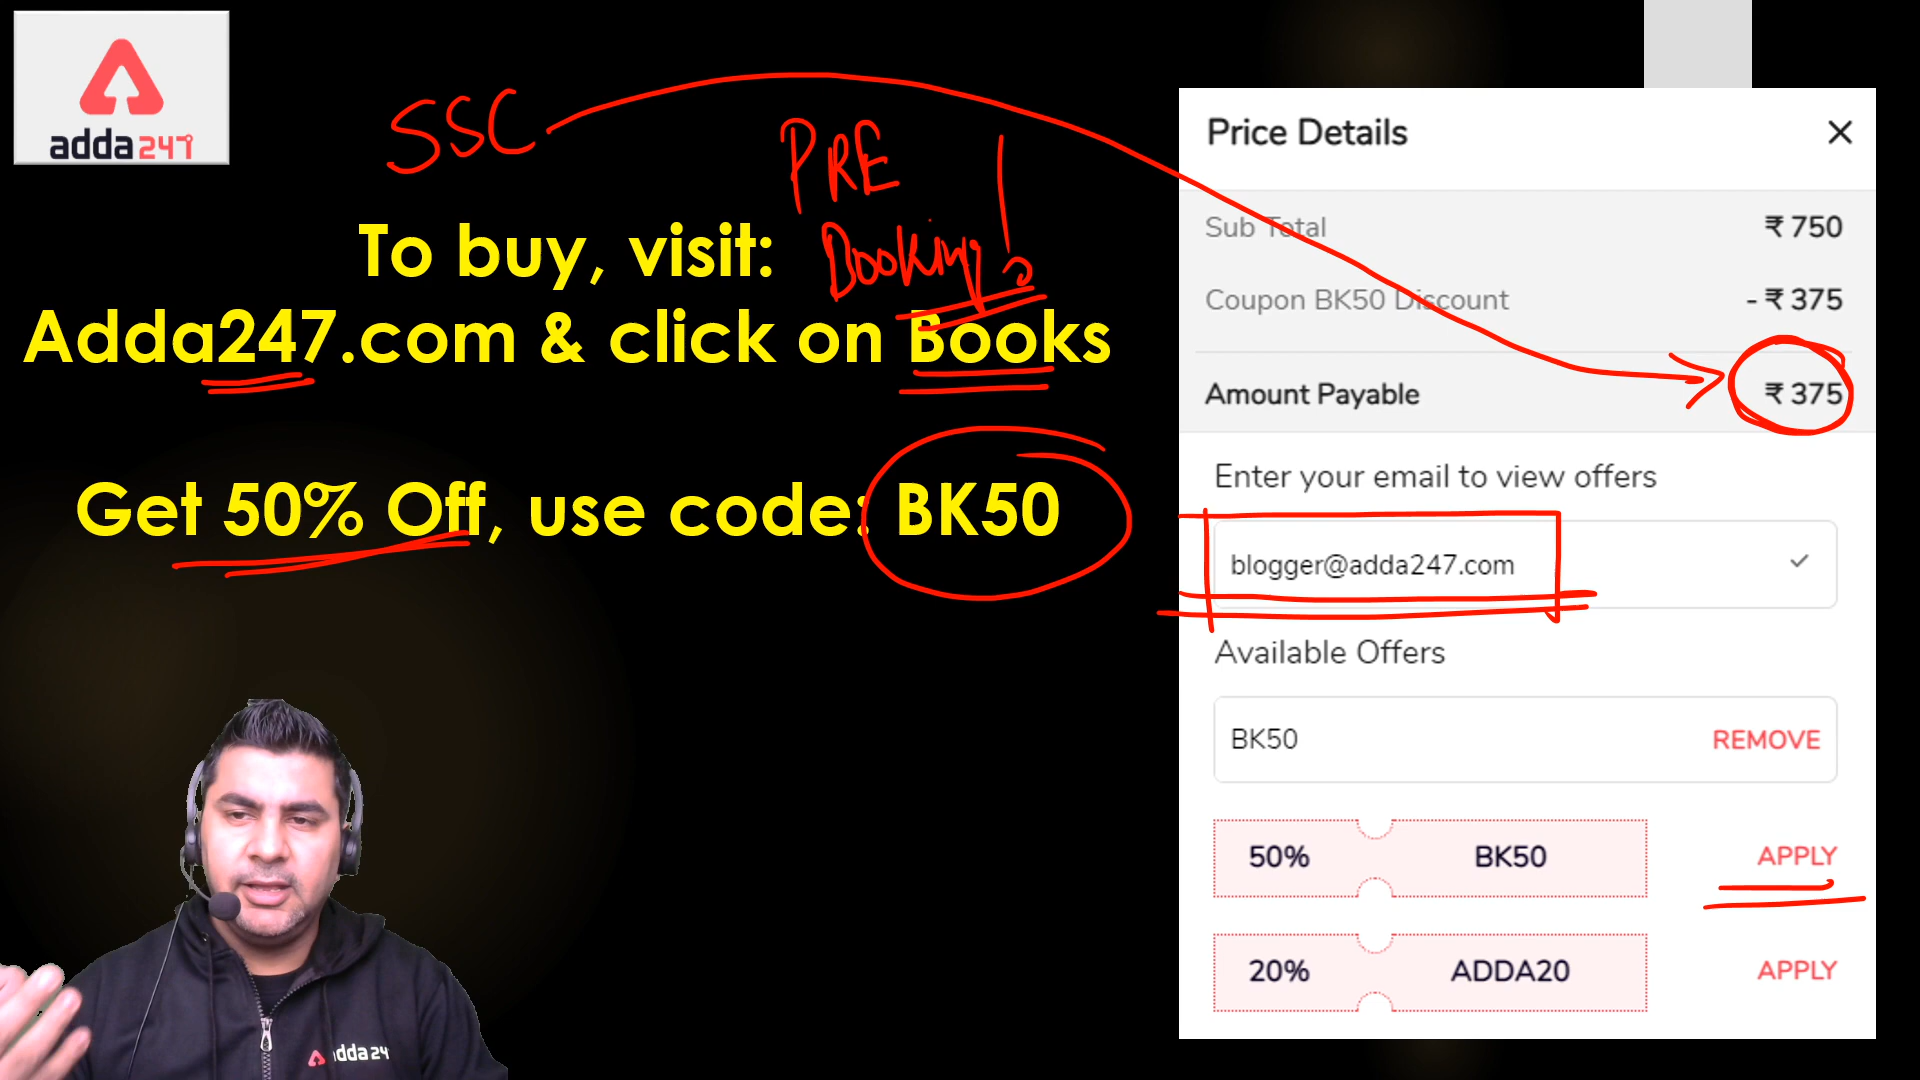 adda247
SSC
PRE
Booking!
To buy, visit:
Adda247.com & click on Books
Get 50% Off, use code: BK50
Price Details
Sub Total ₹ 750
Coupon BK50 Discount - ₹ 375
Amount Payable ₹ 375
Enter your email to view offers
blogger@adda247.com
Available Offers
BK50 REMOVE
50% BK50 APPLY
20% ADDA20 APPLY
adda24